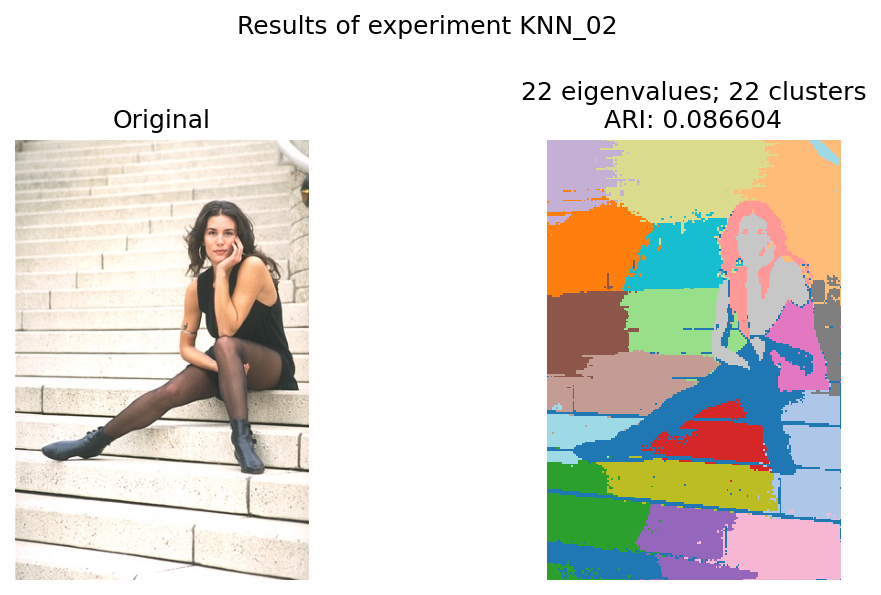 Results of experiment KNN_02
Original
22 eigenvalues; 22 clusters
ARI: 0.086604